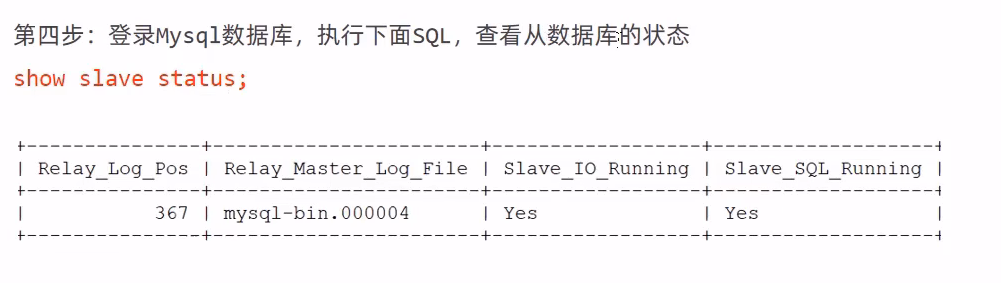 第四步：登录Mysql数据库，执行下面SQL，查看从数据库的状态
show slave status;
+---------------+-----------------------+------------------+-------------------+
| Relay_Log_Pos | Relay_Master_Log_File | Slave_IO_Running | Slave_SQL_Running |
+---------------+-----------------------+------------------+-------------------+
|           367 | mysql-bin.000004      | Yes              | Yes               |
+---------------+-----------------------+------------------+-------------------+